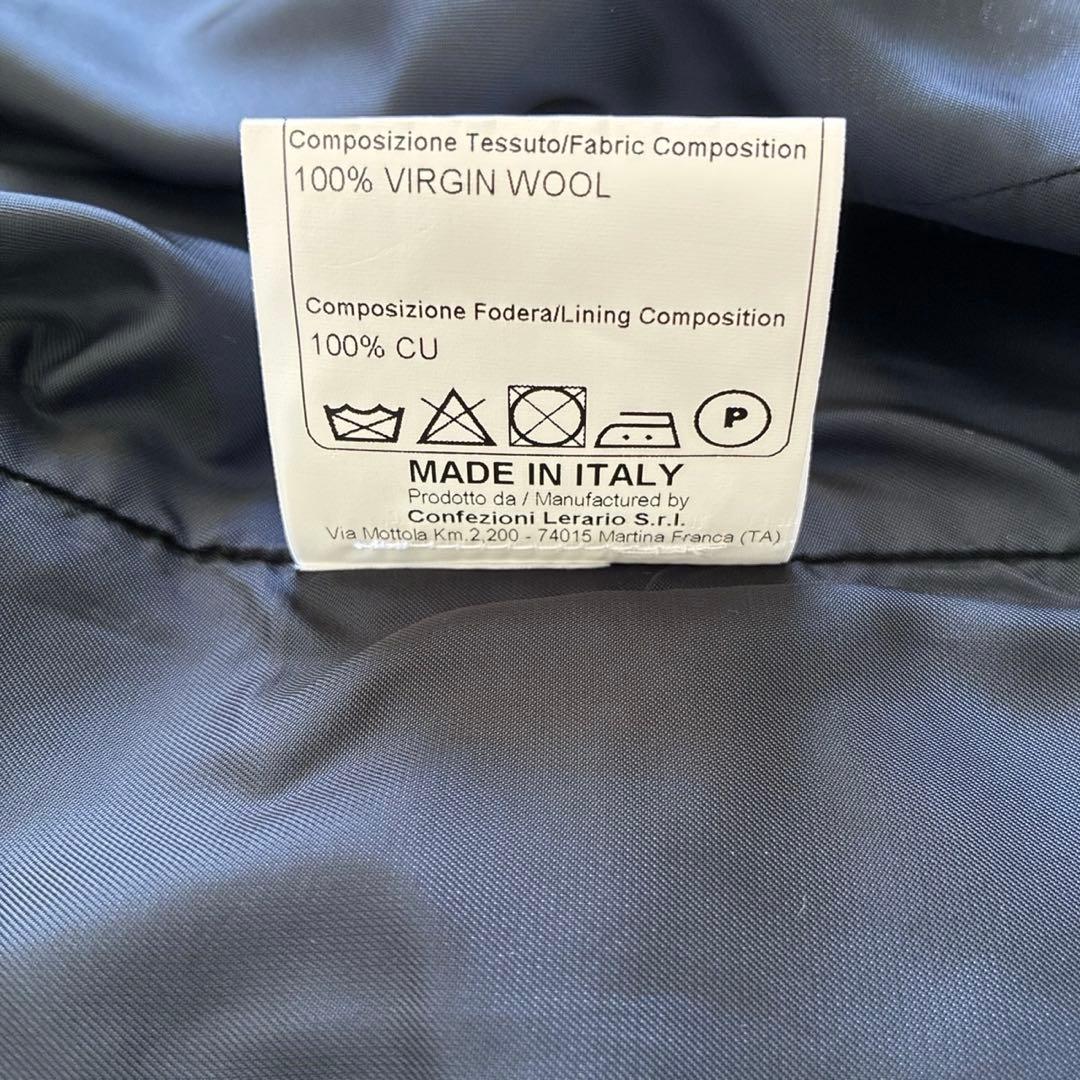 Composizione Tessuto/Fabric Composition
100% VIRGIN WOOL
Composizione Fodera/Lining Composition
100% CU
P
MADE IN ITALY
Prodotto da / Manufactured by
Confezioni Lerario S.r.l.
Via Mottola Km.2,200 - 74015 Martina Franca (TA)